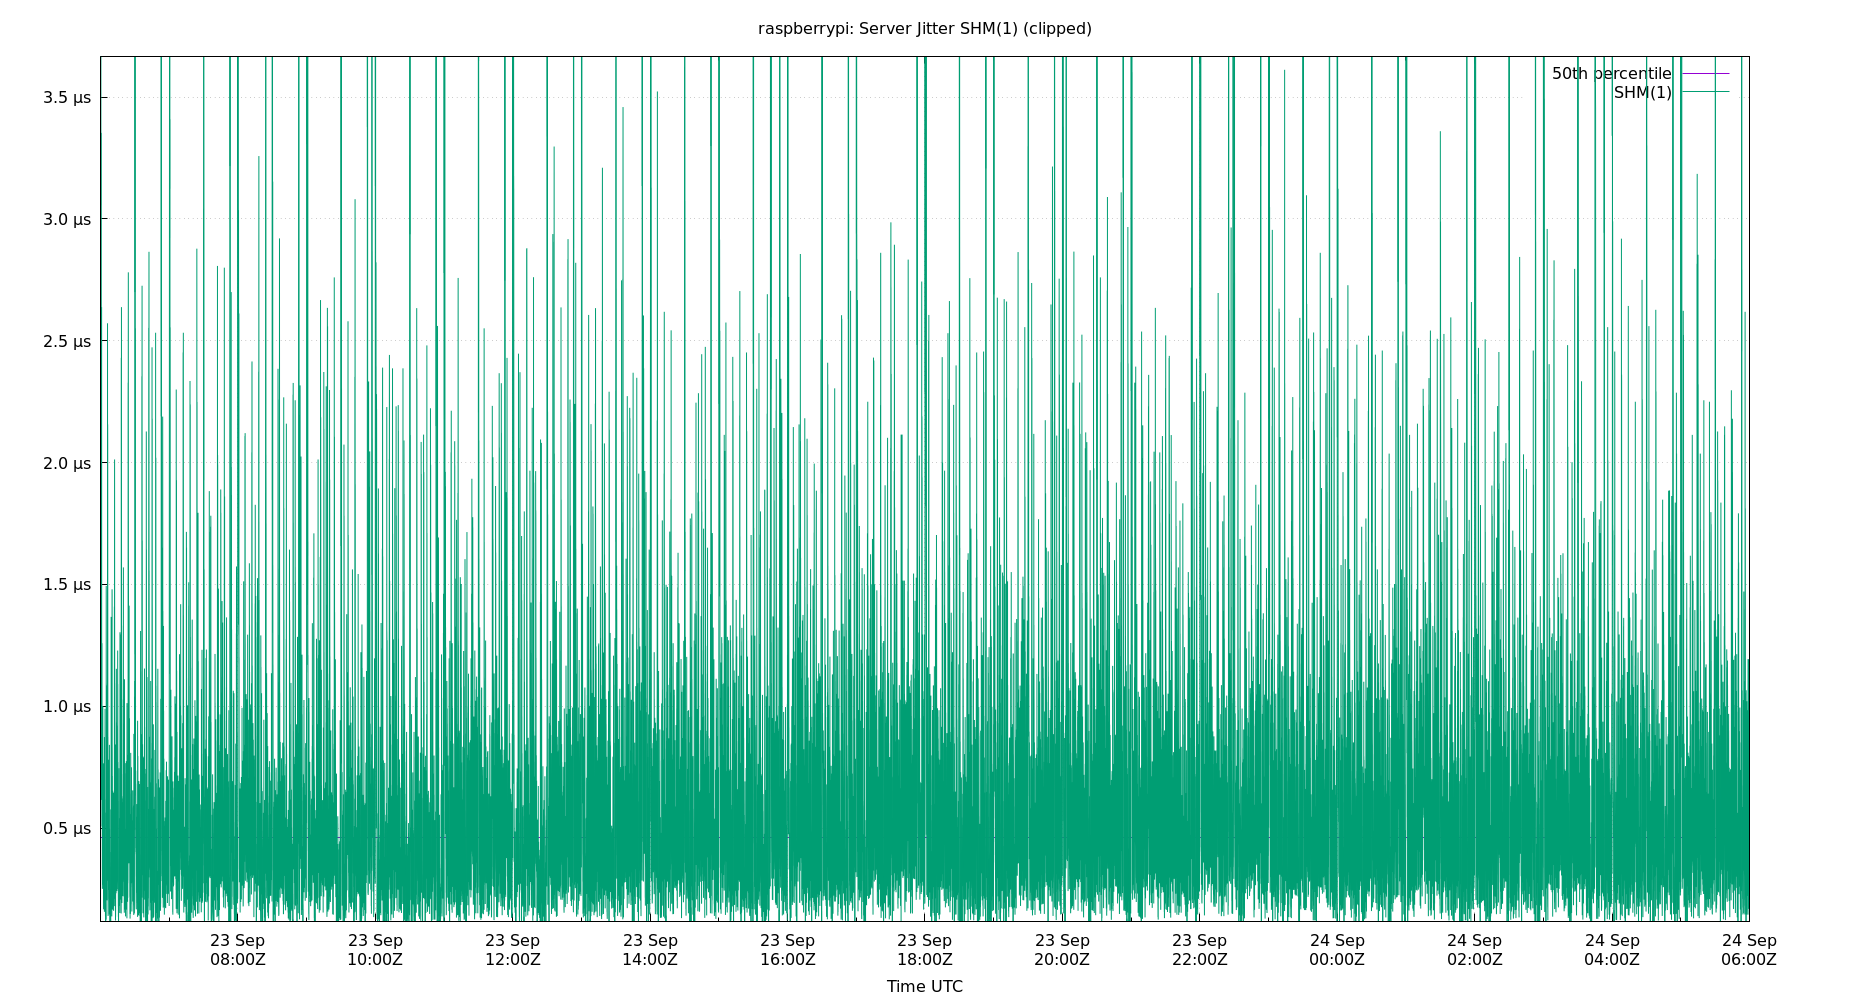 raspberrypi: Server Jitter SHM(1) (clipped)
50th percentile
SHM(1)
3.5 µs
3.0 µs
2.5 µs
2.0 µs
1.5 µs
1.0 µs
0.5 µs
23 Sep 23 Sep 23 Sep 23 Sep 23 Sep 23 Sep 23 Sep 23 Sep 24 Sep 24 Sep 24 Sep 24 Sep
08:00Z 10:00Z 12:00Z 14:00Z 16:00Z 18:00Z 20:00Z 22:00Z 00:00Z 02:00Z 04:00Z 06:00Z
Time UTC